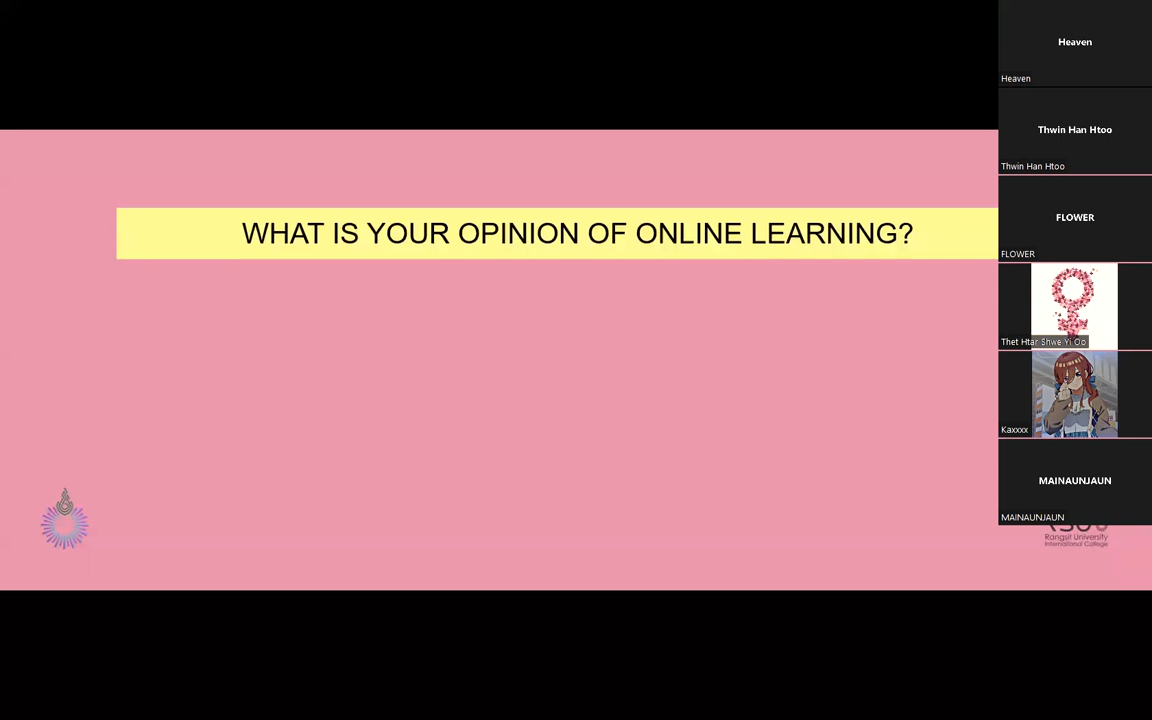 Heaven
Heaven
Thwin Han Htoo
Thwin Han Htoo
WHAT IS YOUR OPINION OF ONLINE LEARNING?
FLOWER
FLOWER
Thet Htar Shwe Yi Oo
Kaxxxx
MAINAUNJAUN
MAINAUNJAUN
Rangsit University
International College